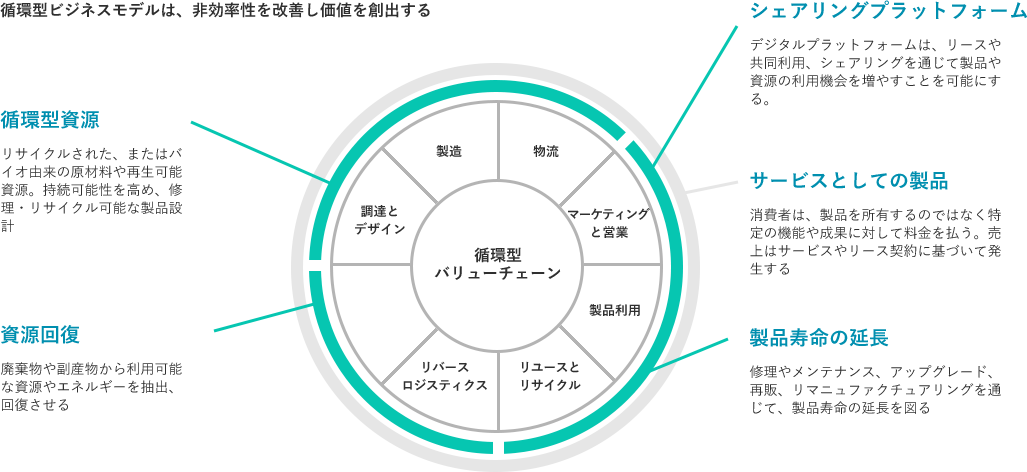 循環型ビジネスモデルは、非効率性を改善し価値を創出する
循環型資源
リサイクルされた、またはバ
イオ由来の原材料や再生可能
資源。持続可能性を高め、修
理・リサイクル可能な製品設
計
資源回復
廃棄物や副産物から利用可能
な資源やエネルギーを抽出、
回復させる
製造
物流
調達と
デザイン
マーケティング
と営業
循環型
バリューチェーン
製品利用
リバース
ロジスティクス
リユースと
リサイクル
シェアリングプラットフォーム
デジタルプラットフォームは、リースや
共同利用、シェアリングを通じて製品や
資源の利用機会を増やすことを可能にす
る。
サービスとしての製品
消費者は、製品を所有するのではなく特
定の機能や成果に対して料金を払う。売
上はサービスやリース契約に基づいて発
生する
製品寿命の延長
修理やメンテナンス、アップグレード、
再販、リマニュファクチュアリングを通
じて、製品寿命の延長を図る